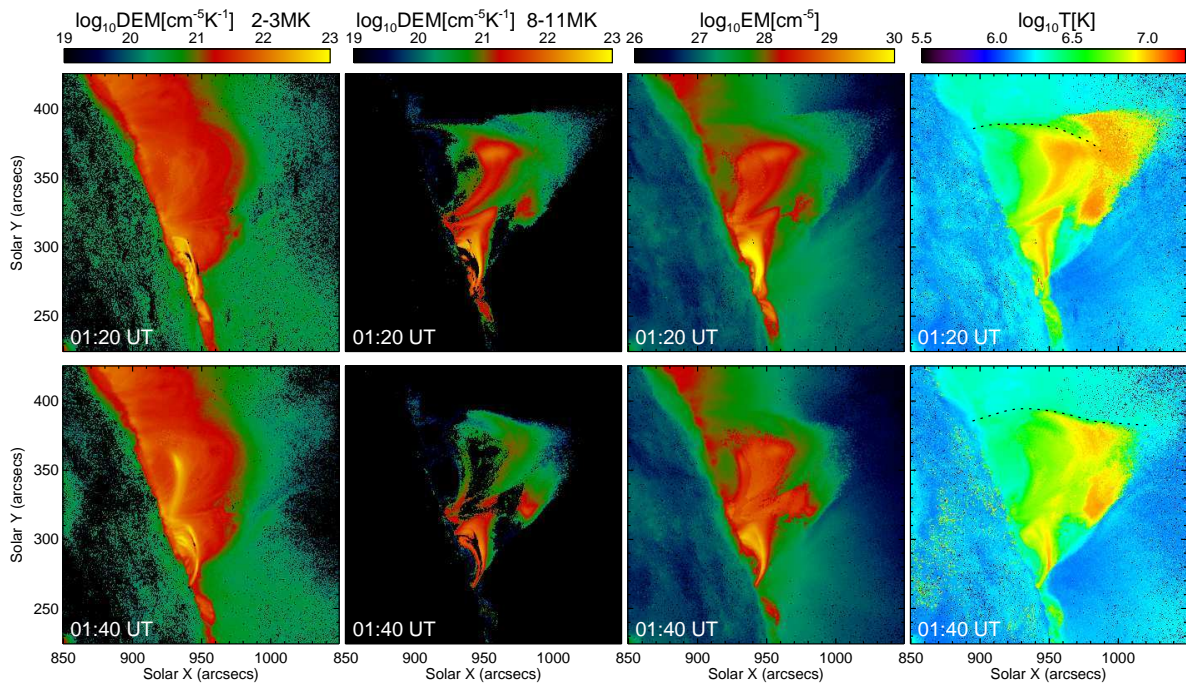 log₁₀DEM[cm⁻⁵K⁻¹] 2-3MK
19 20 21 22 23
log₁₀DEM[cm⁻⁵K⁻¹] 8-11MK
19 20 21 22 23
log₁₀EM[cm⁻⁵]
26 27 28 29 30
log₁₀T[K]
5.5 6.0 6.5 7.0
400
350
300
250
Solar Y (arcsecs)
01:20 UT
01:20 UT
01:20 UT
01:20 UT
400
350
300
250
Solar Y (arcsecs)
01:40 UT
01:40 UT
01:40 UT
01:40 UT
850 900 950 1000
Solar X (arcsecs)
850 900 950 1000
Solar X (arcsecs)
850 900 950 1000
Solar X (arcsecs)
850 900 950 1000
Solar X (arcsecs)